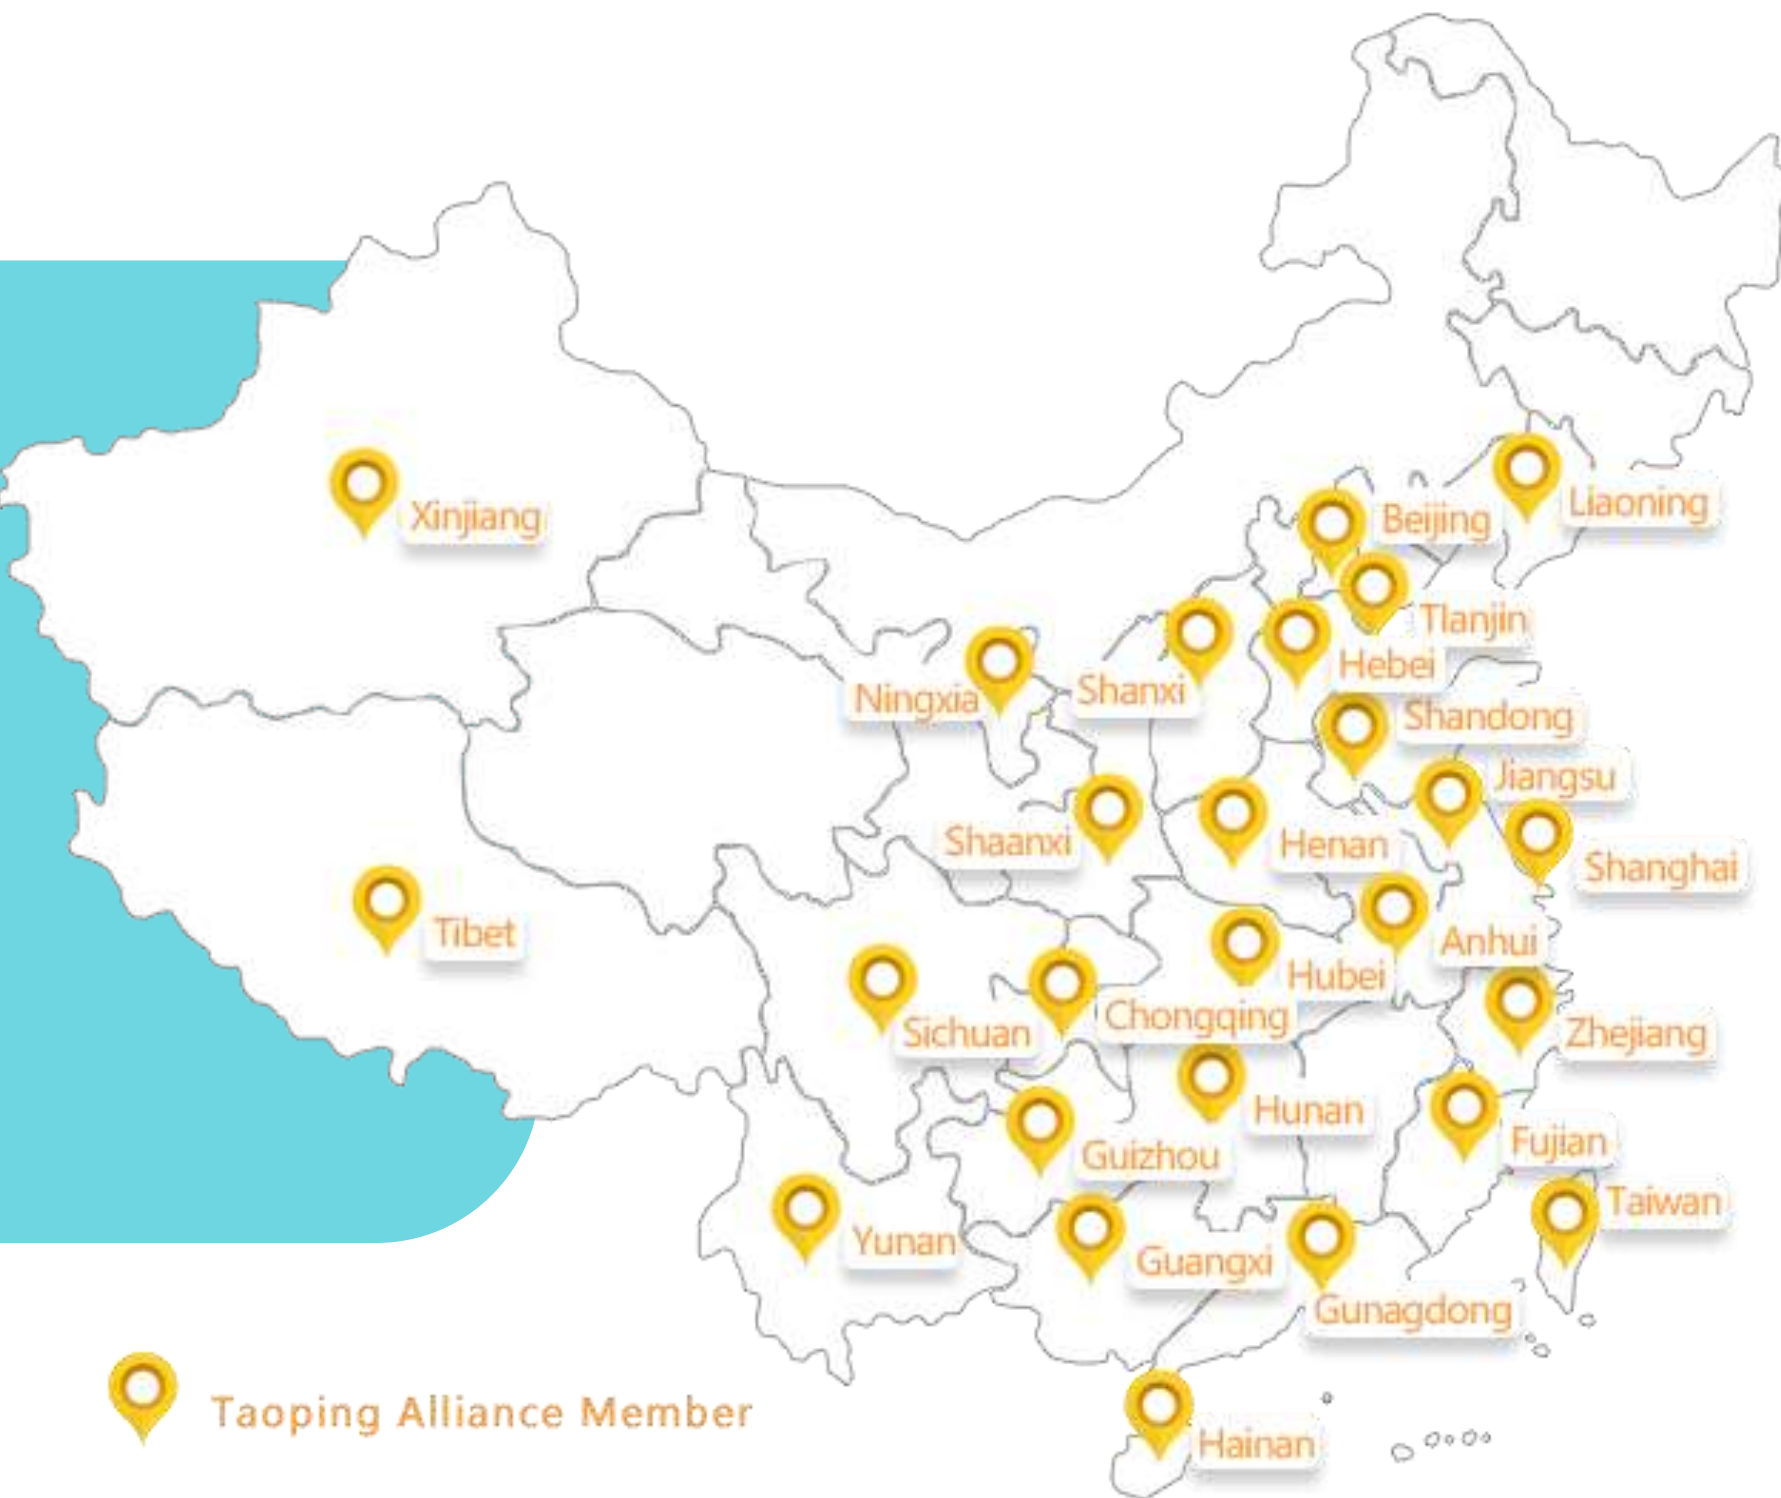 Xinjiang
Liaoning
Beijing
Tlanjin
Hebei
Ningxia
Shanxi
Shandong
Jiangsu
Shaanxi
Henan
Shanghai
Tibet
Anhui
Hubei
Chongqing
Sichuan
Zhejiang
Hunan
Fujian
Guizhou
Taiwan
Yunan
Guangxi
Gunagdong
Taoping Alliance Member
Hainan